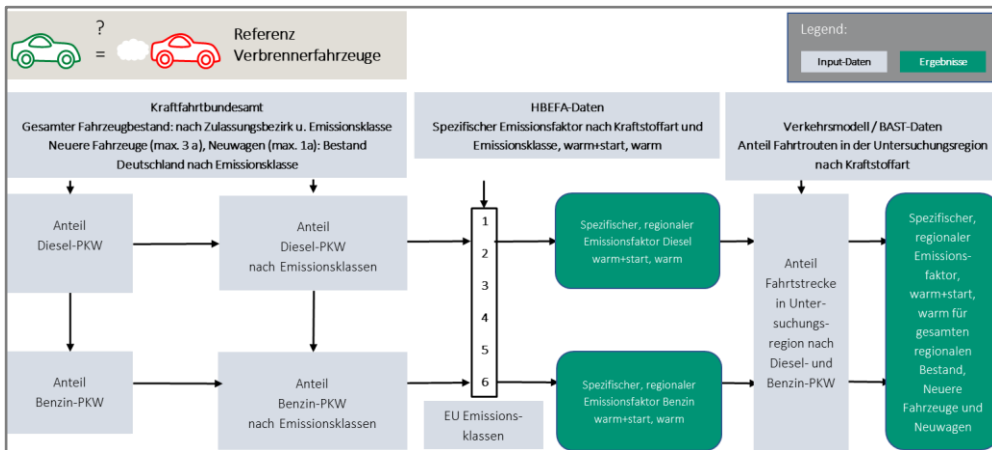 ?
=
Referenz
Verbrennerfahrzeuge
Legend:
Input-Daten
Ergebnisse
Kraftfahrtbundesamt
Gesamter Fahrzeugbestand: nach Zulassungsbezirk u. Emissionsklasse
Neuere Fahrzeuge (max. 3 a), Neuwagen (max. 1a): Bestand
Deutschland nach Emissionsklasse
HBEFA-Daten
Spezifischer Emissionsfaktor nach Kraftstoffart und
Emissionsklasse, warm+start, warm
Verkehrsmodell / BAST-Daten
Anteil Fahrtrouten in der Untersuchungsregion
nach Kraftstoffart
Anteil
Diesel-PKW
Anteil
Diesel-PKW
nach Emissionsklassen
1
2
3
4
5
6
EU Emissions-
klassen
Spezifischer, regionaler
Emissionsfaktor Diesel
warm+start, warm
Anteil
Fahrtstrecke
in Unter-
suchungs-
region nach
Diesel- und
Benzin-PKW
Spezifischer,
regionaler
Emissions-
faktor,
warm+start,
warm für
gesamten
regionalen
Bestand,
Neuere
Fahrzeuge und
Neuwagen
Anteil
Benzin-PKW
Anteil
Benzin-PKW
nach Emissionsklassen
Spezifischer, regionaler
Emissionsfaktor Benzin
warm+start, warm